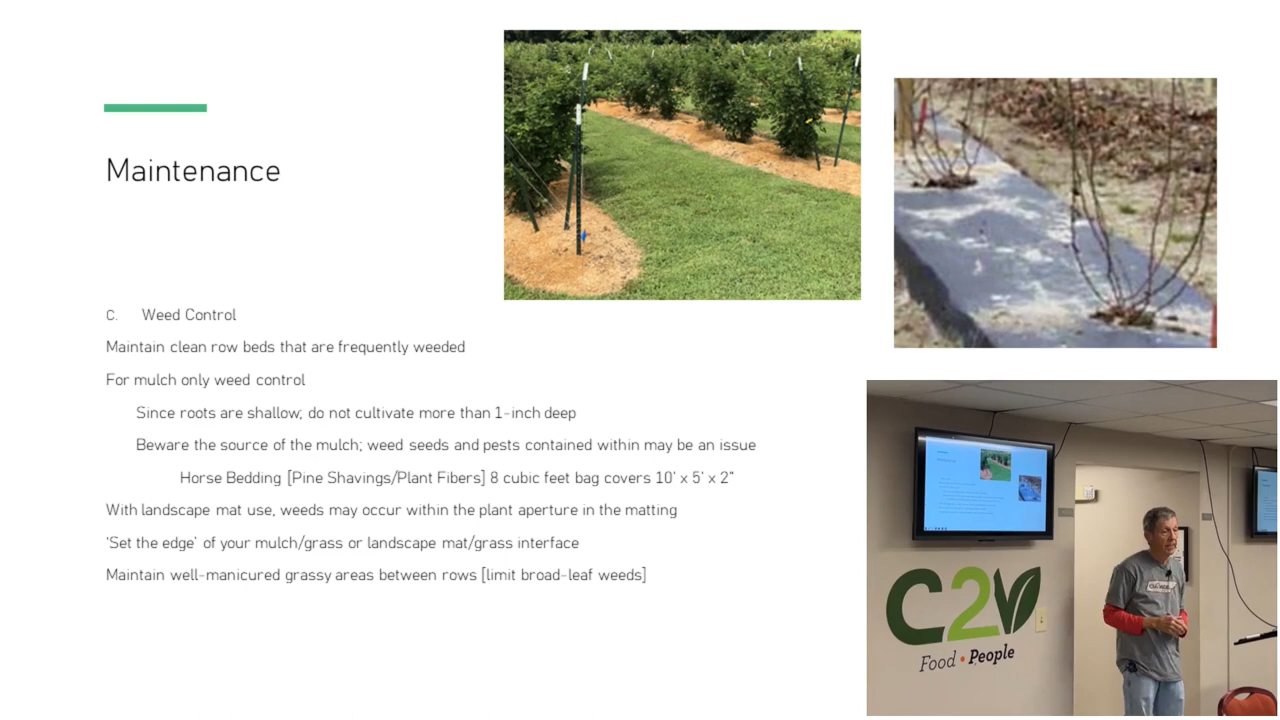 Maintenance
C. Weed Control
Maintain clean row beds that are frequently weeded
For mulch only weed control
Since roots are shallow; do not cultivate more than 1-inch deep
Beware the source of the mulch; weed seeds and pests contained within may be an issue
Horse Bedding [Pine Shavings/Plant Fibers] 8 cubic feet bag covers 10' x 5' x 2"
With landscape mat use, weeds may occur within the plant aperture in the matting
'Set the edge' of your mulch/grass or landscape mat/grass interface
Maintain well-manicured grassy areas between rows [limit broad-leaf weeds]
C2V
Food • People